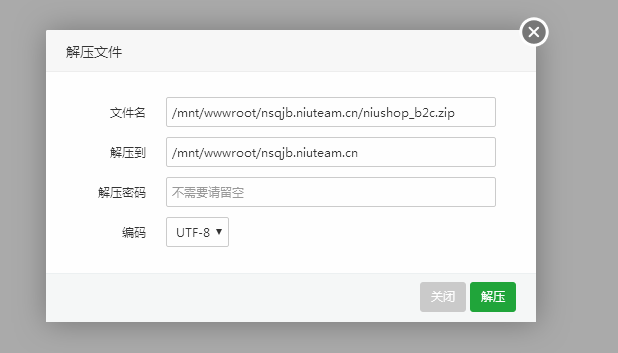 解压文件
文件名 /mnt/wwwroot/nsqjb.niuteam.cn/niushop_b2c.zip
解压到 /mnt/wwwroot/nsqjb.niuteam.cn
解压密码 不需要请留空
编码 UTF-8
关闭 解压